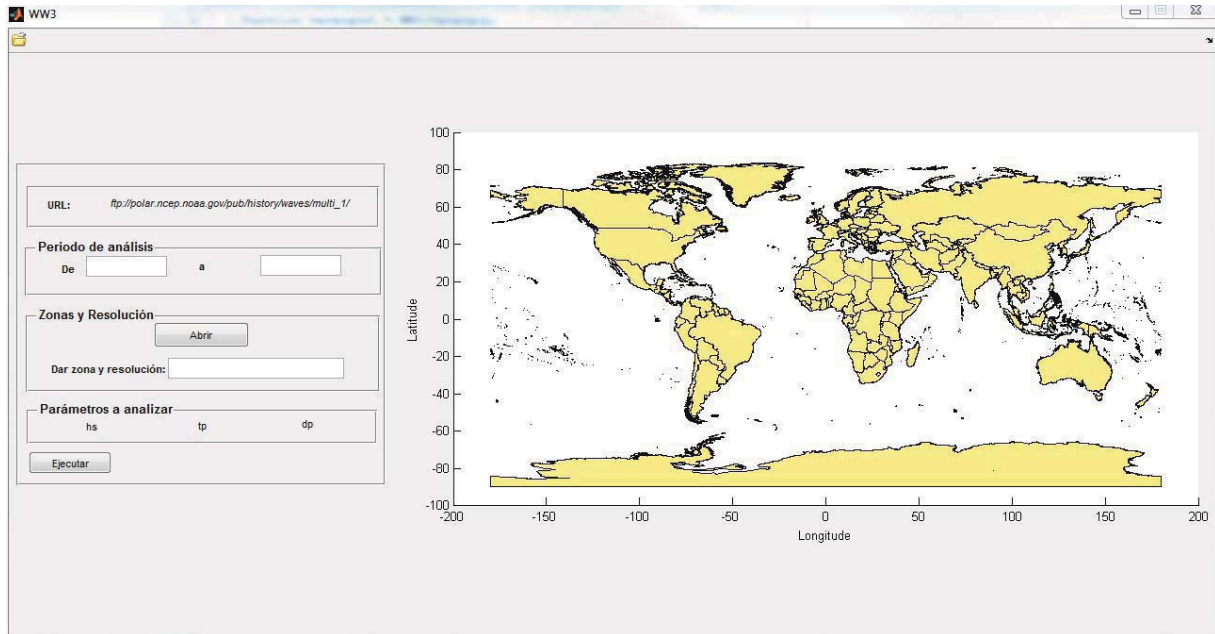 WW3
URL: ftp://polar.ncep.noaa.gov/pub/history/waves/multi_1/
Periodo de análisis
De a
Zonas y Resolución
Abrir
Dar zona y resolución:
Parámetros a analizar
hs tp dp
Ejecutar
100
80
60
40
20
0
-20
-40
-60
-80
-100
-200 -150 -100 -50 0 50 100 150 200
Latitude
Longitude